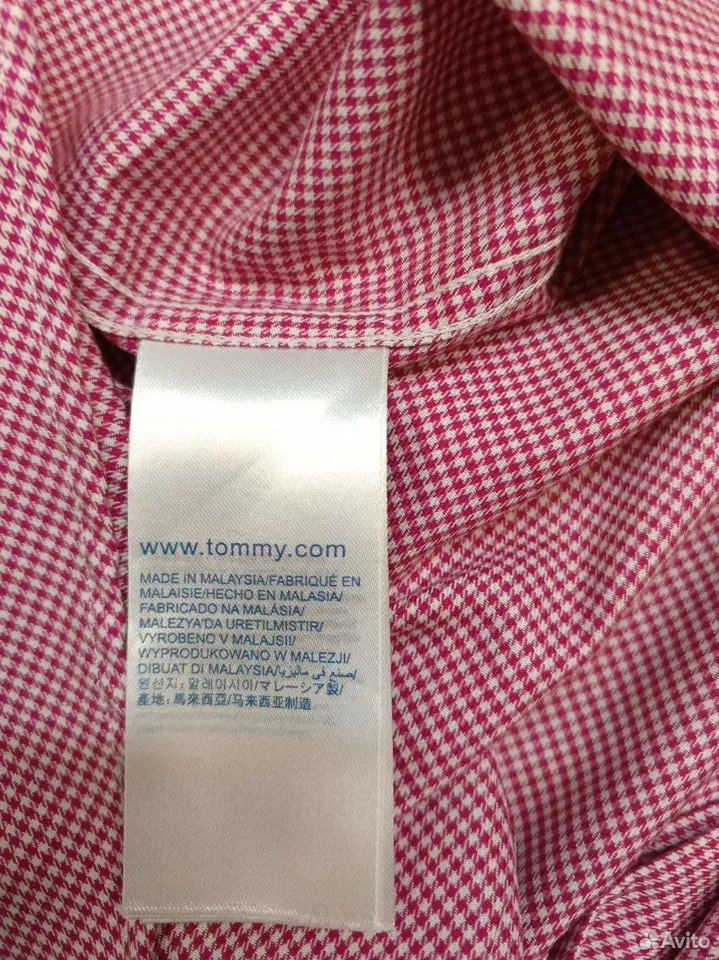 www.tommy.com
MADE IN MALAYSIA/FABRIQUÉ EN
MALAISIE/HECHO EN MALASIA/
FABRICADO NA MALÁSIA/
MALEZYA'DA URETILMISTIR/
VYROBENO V MALAJSII/
WYPRODUKOWANO W MALEZJI/
DIBUAT DI MALAYSIA/صنع في ماليزيا/
원산지: 말레이시아/マレーシア製/
產地: 馬來西亞/马来西亚制造
Avito